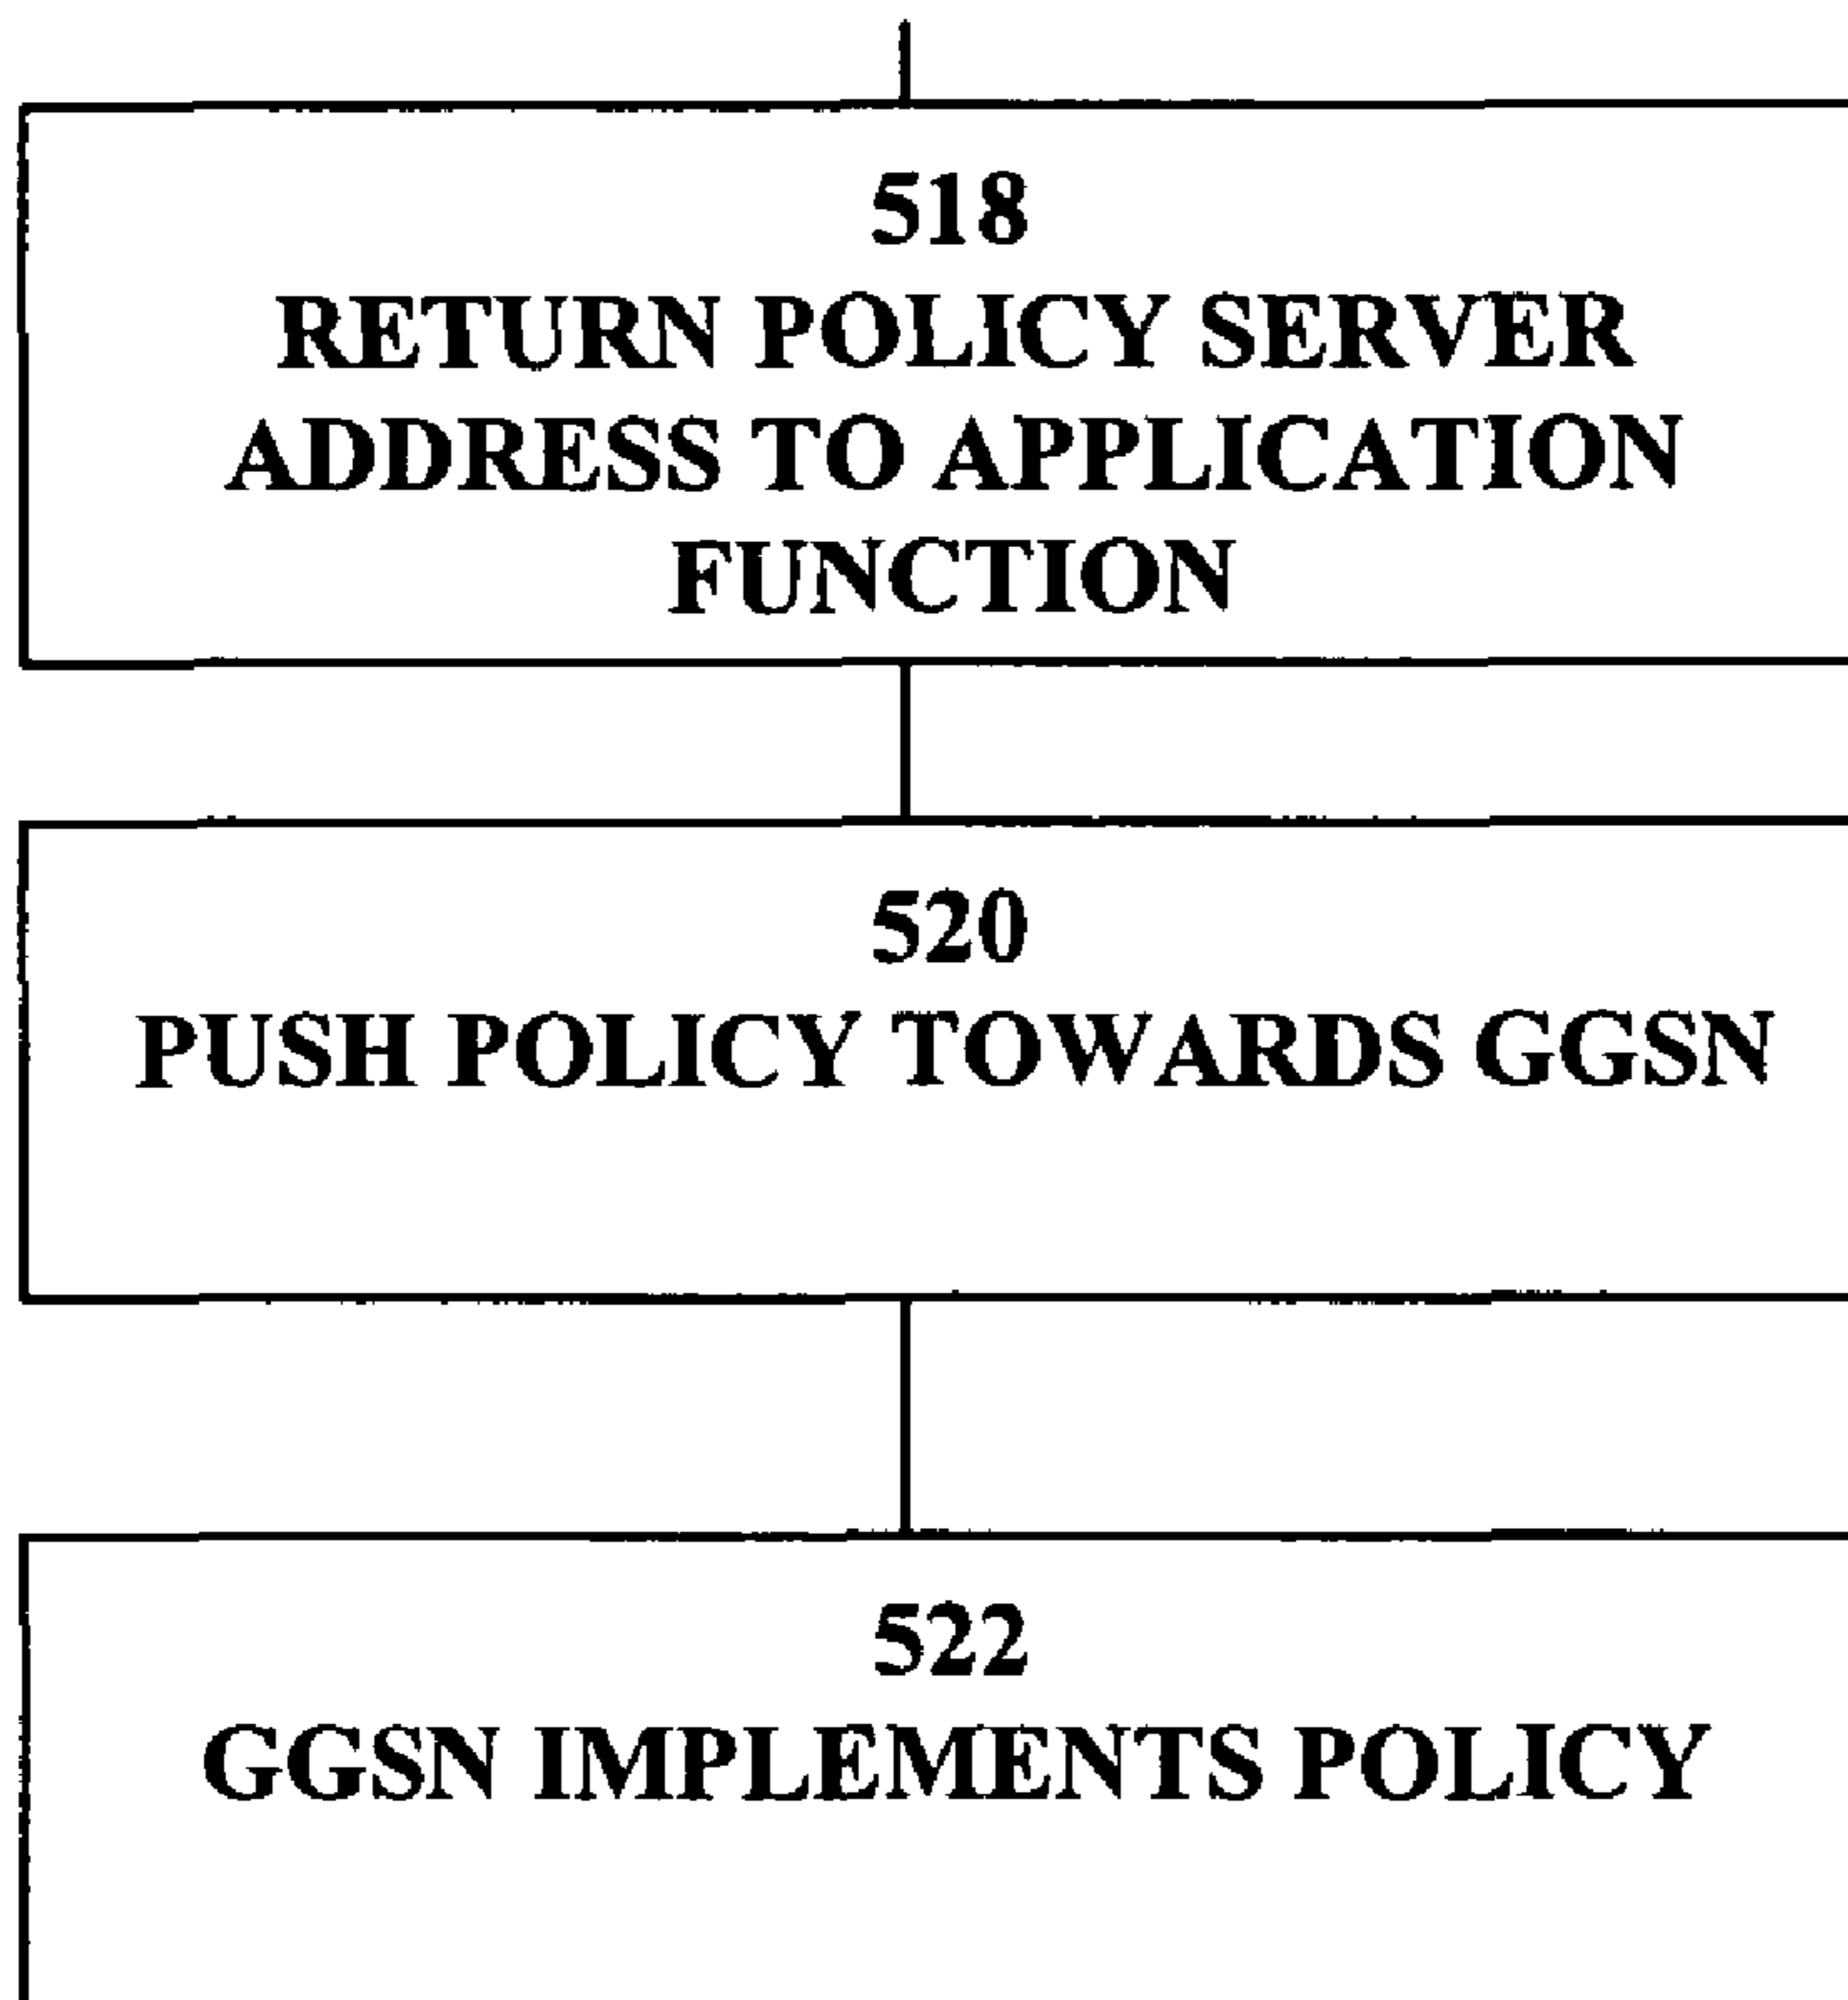 518
RETURN POLICY SERVER
ADDRESS TO APPLICATION
FUNCTION
520
PUSH POLICY TOWARDS GGSN
522
GGSN IMPLEMENTS POLICY